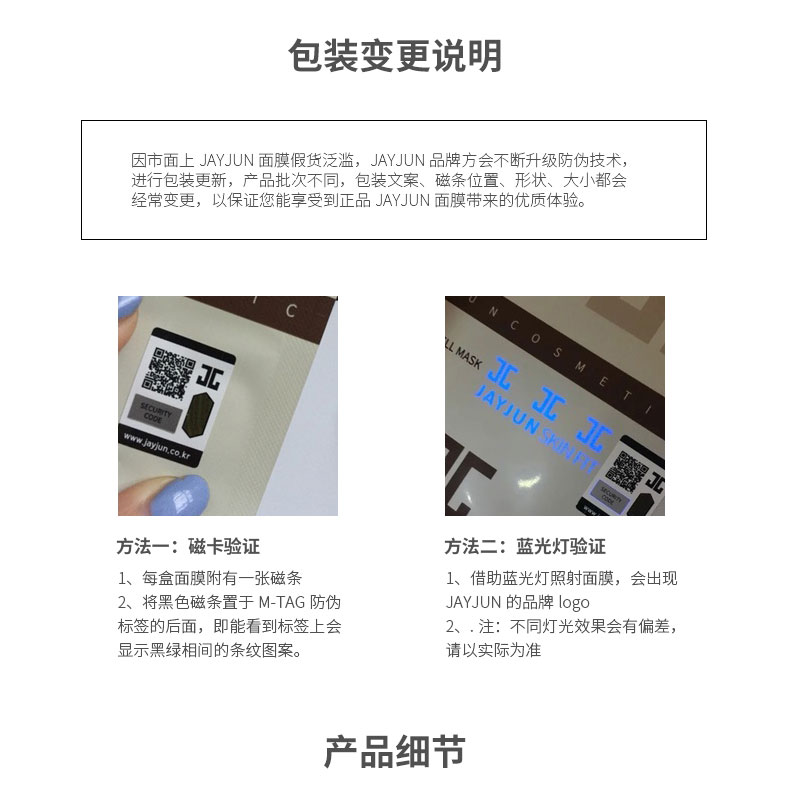 包装变更说明
因市面上 JAYJUN 面膜假货泛滥，JAYJUN 品牌方会不断升级防伪技术，
进行包装更新，产品批次不同，包装文案、磁条位置、形状、大小都会
经常变更，以保证您能享受到正品 JAYJUN 面膜带来的优质体验。
I C
SECURITY
CODE
www.jayjun.co.kr
UN COSMETI
LL MASK
JAYJUN SKIN FIT
SECURITY
CODE
www
方法一：磁卡验证
1、每盒面膜附有一张磁条
2、将黑色磁条置于 M-TAG 防伪
标签的后面，即能看到标签上会
显示黑绿相间的条纹图案。
方法二：蓝光灯验证
1、借助蓝光灯照射面膜，会出现
JAYJUN 的品牌 logo
2、. 注：不同灯光效果会有偏差，
请以实际为准
产品细节